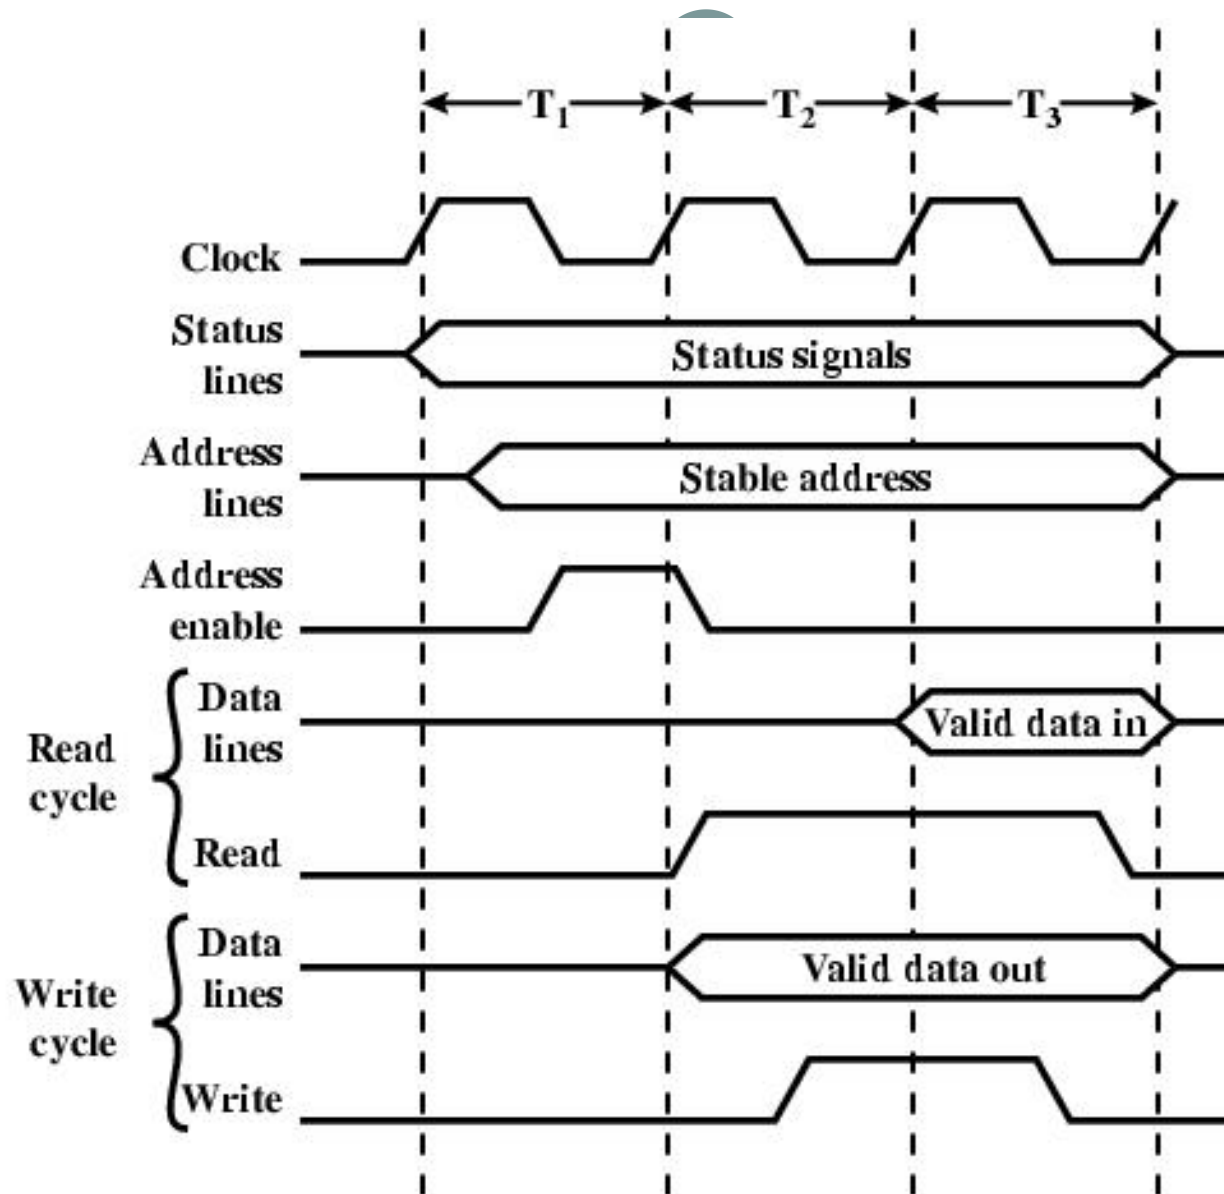 T1
T2
T3
Clock
Status
lines
Status signals
Address
lines
Stable address
Address
enable
Read
cycle
Data
lines
Valid data in
Read
Write
cycle
Data
lines
Valid data out
Write